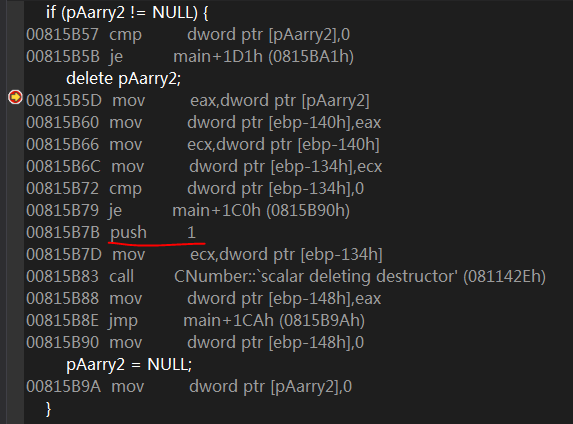 if (pAarry2 != NULL) {
00815B57 cmp dword ptr [pAarry2],0
00815B5B je main+1D1h (0815BA1h)
delete pAarry2;
00815B5D mov eax,dword ptr [pAarry2]
00815B60 mov dword ptr [ebp-140h],eax
00815B66 mov ecx,dword ptr [ebp-140h]
00815B6C mov dword ptr [ebp-134h],ecx
00815B72 cmp dword ptr [ebp-134h],0
00815B79 je main+1C0h (0815B90h)
00815B7B push 1
00815B7D mov ecx,dword ptr [ebp-134h]
00815B83 call CNumber::`scalar deleting destructor' (081142Eh)
00815B88 mov dword ptr [ebp-148h],eax
00815B8E jmp main+1CAh (0815B9Ah)
00815B90 mov dword ptr [ebp-148h],0
pAarry2 = NULL;
00815B9A mov dword ptr [pAarry2],0
}